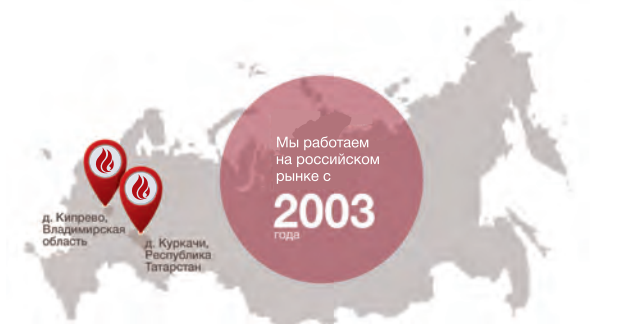 Мы работаем
на российском
рынке с
2003
года
д. Кипрево,
Владимирская
область
д. Куркачи,
Республика
Татарстан